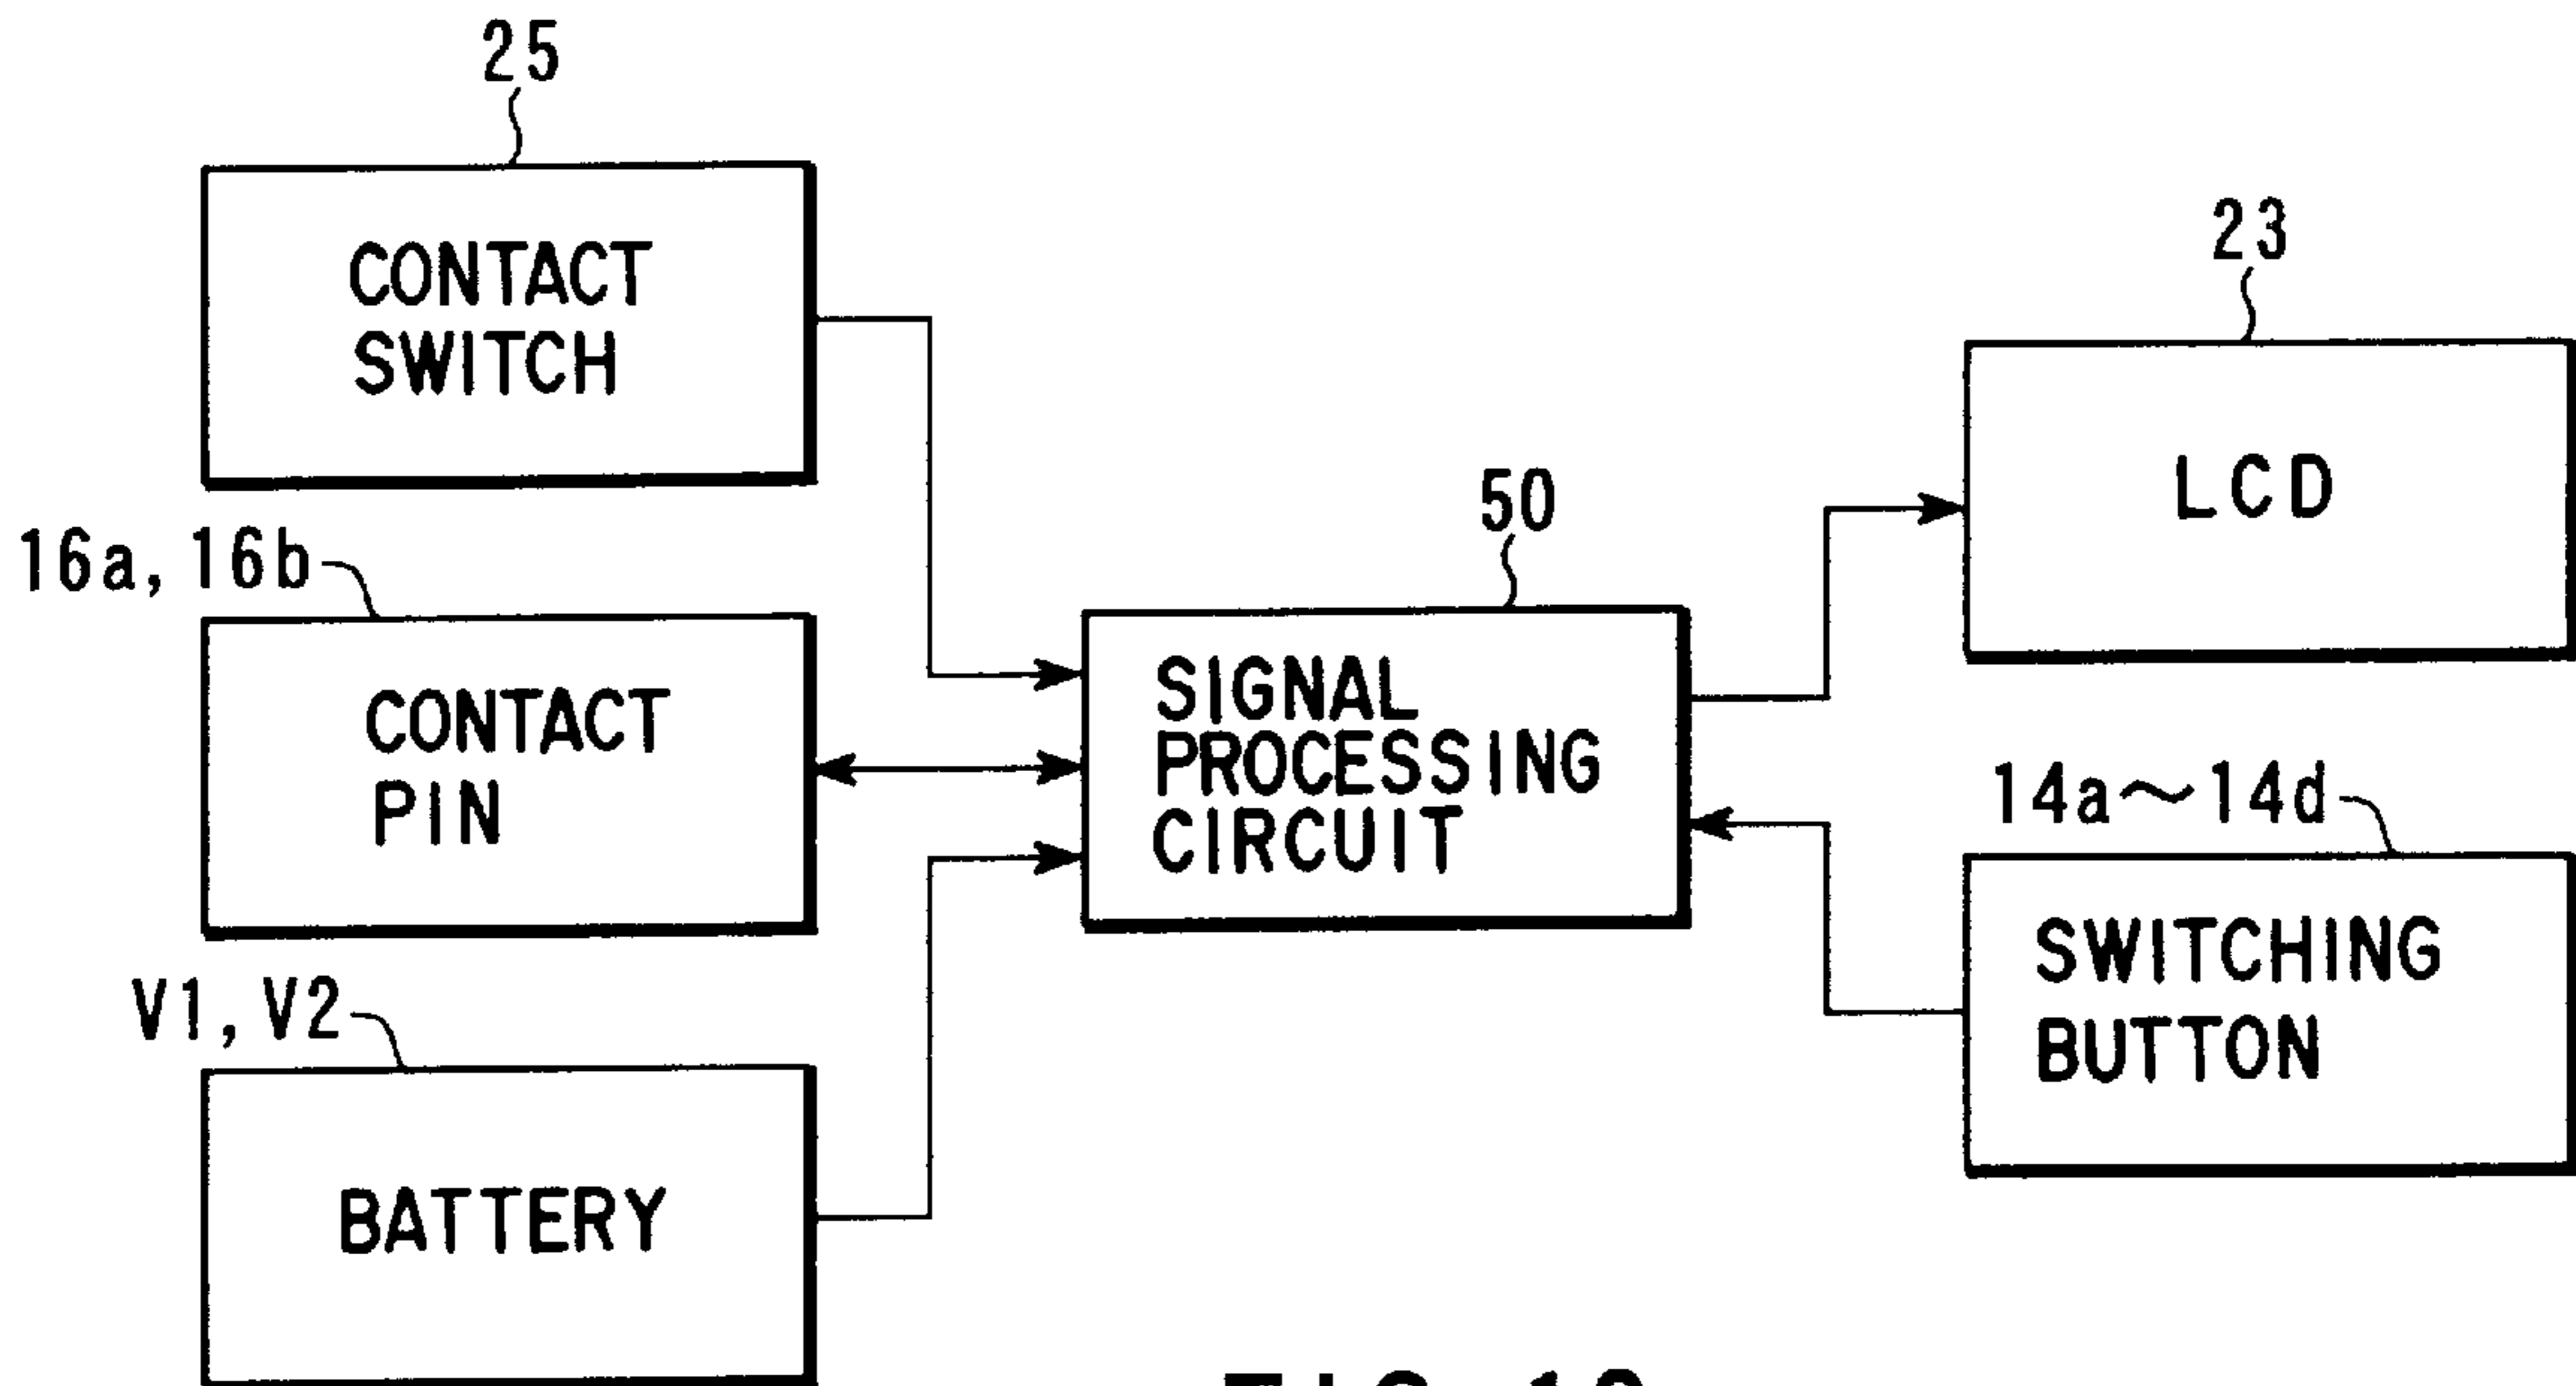 25
CONTACT
SWITCH
16a, 16b
CONTACT
PIN
V1, V2
BATTERY
50
SIGNAL
PROCESSING
CIRCUIT
23
LCD
14a～14d
SWITCHING
BUTTON